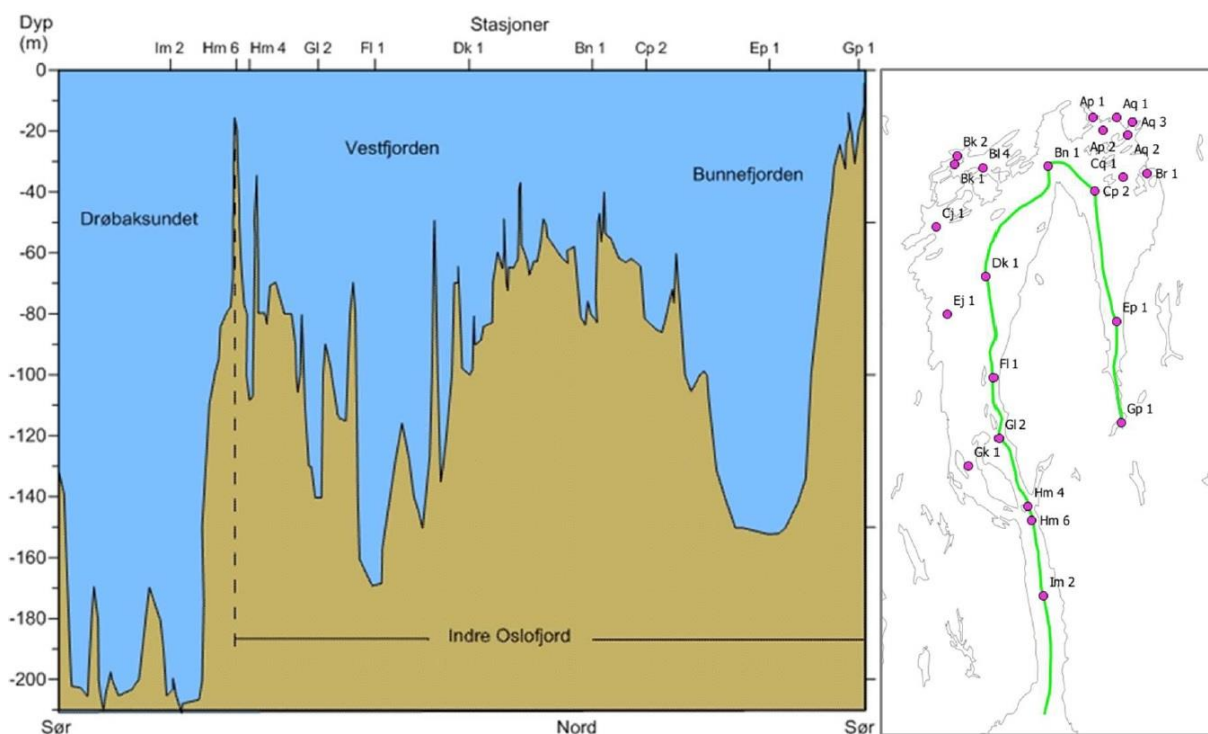 Dyp
(m)
Stasjoner
Im 2 Hm 6 Hm 4 Gl 2 Fl 1 Dk 1 Bn 1 Cp 2 Ep 1 Gp 1
0
-20
-40
-60
-80
-100
-120
-140
-160
-180
-200
Drøbaksundet
Vestfjorden
Bunnefjorden
Indre Oslofjord
Sør Nord Sør
Ap 1 Aq 1
Aq 3
Ap 2 Aq 2
Bk 2
Bl 4
Bk 1
Bn 1
Cq 1
Br 1
Cp 2
Cj 1
Dk 1
Ej 1
Ep 1
Fl 1
Gp 1
Gl 2
Gk 1
Hm 4
Hm 6
Im 2